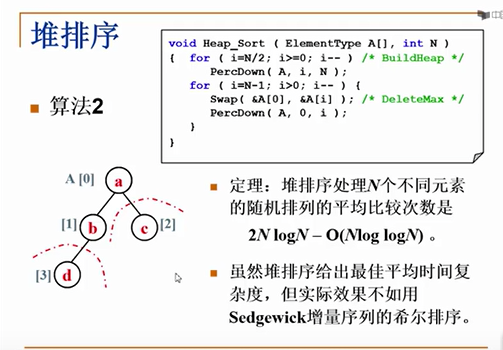 堆排序
void Heap_Sort ( ElementType A[], int N )
{ for ( i=N/2; i>=0; i-- ) /* BuildHeap */
PercDown( A, i, N );
for ( i=N-1; i>0; i-- ) {
Swap( &A[0], &A[i] ); /* DeleteMax */
PercDown( A, 0, i );
}
}
算法2
A [0] a
[1] b c [2]
[3] d
定理：堆排序处理N个不同元素
的随机排列的平均比较次数是
2N logN – O(Nlog logN) 。
虽然堆排序给出最佳平均时间复
杂度，但实际效果不如用
Sedgewick增量序列的希尔排序。